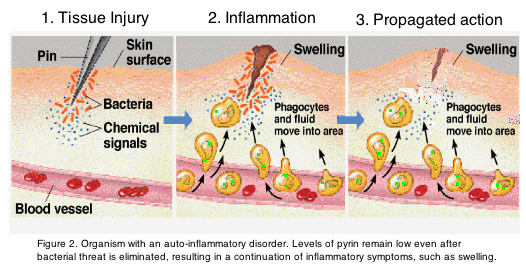 1. Tissue Injury
2. Inflammation
3. Propagated action
Skin
surface
Pin
Bacteria
Chemical
signals
Blood vessel
Swelling
Phagocytes
and fluid
move into area
Swelling
Phagocytes
and fluid
move into area
Figure 2. Organism with an auto-inflammatory disorder. Levels of pyrin remain low even after
bacterial threat is eliminated, resulting in a continuation of inflammatory symptoms, such as swelling.